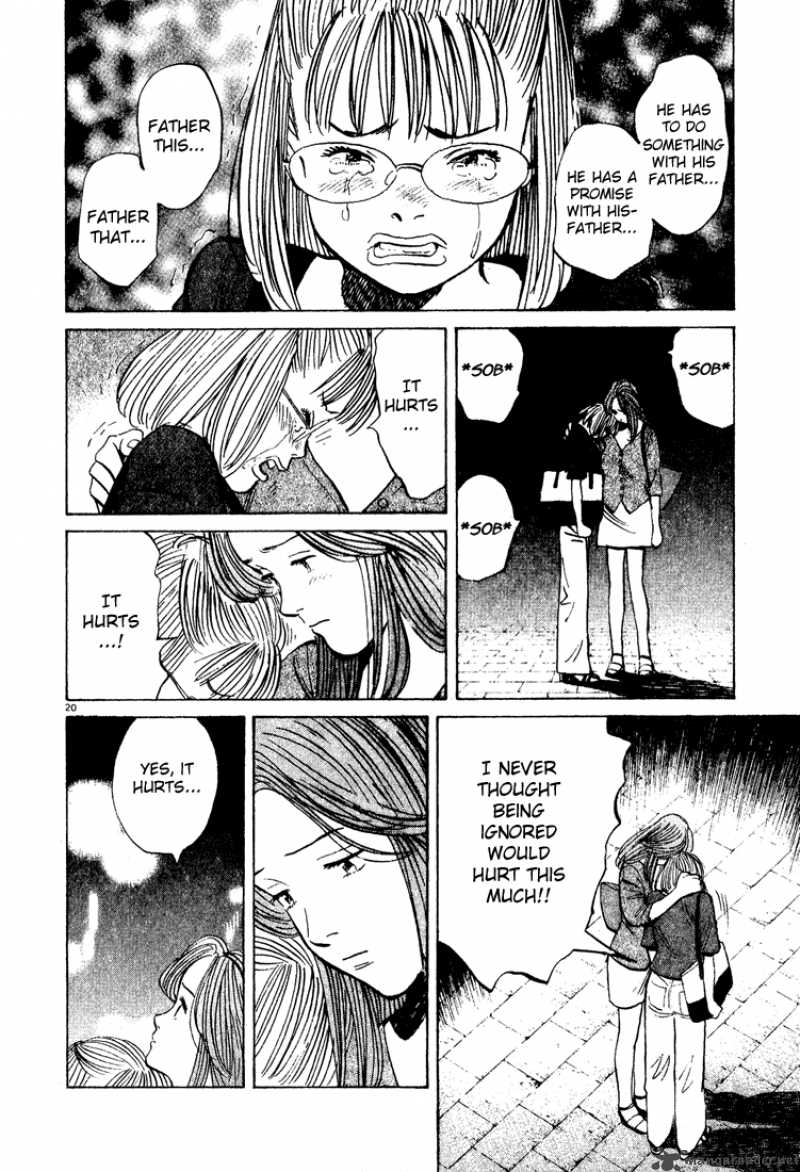 HE HAS
TO DO
SOMETHING
WITH HIS
FATHER...
HE HAS A
PROMISE
WITH HIS-
FATHER...
FATHER
THIS...
FATHER
THAT...
*SOB*
*SOB*
*SOB*
IT
HURTS
...
IT
HURTS
...!
20
I NEVER
THOUGHT
BEING
IGNORED
WOULD
HURT THIS
MUCH!!
YES, IT
HURTS...